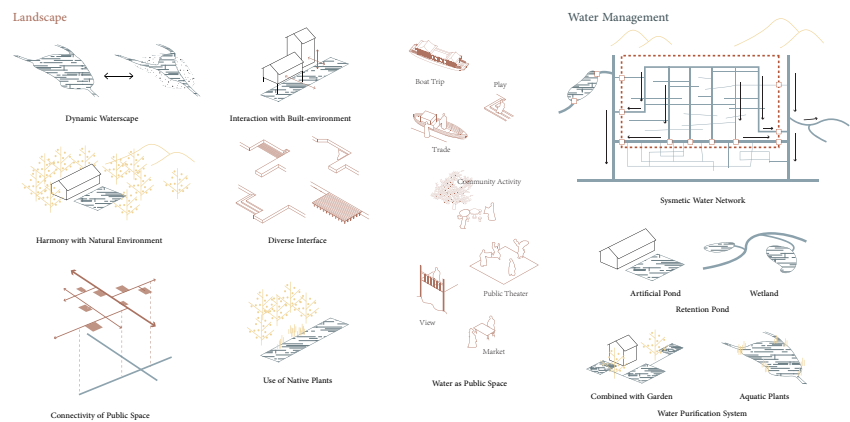 Landscape
Water Management
Dynamic Waterscape
Interaction with Built-environment
Boat Trip
Play
Trade
Community Activity
Harmony with Natural Environment
Diverse Interface
Public Theater
View
Market
Connectivity of Public Space
Use of Native Plants
Water as Public Space
Sysmetic Water Network
Artificial Pond
Wetland
Retention Pond
Combined with Garden
Aquatic Plants
Water Purification System